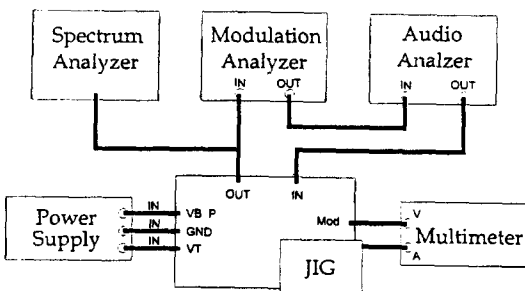 Spectrum
Analyzer
Modulation
Analyzer
IN
OUT
Audio
Analzer
IN
OUT
OUT
IN
Power
Supply
IN
IN
IN
VB P
GND
VT
Mod
JIG
V
A
Multimeter